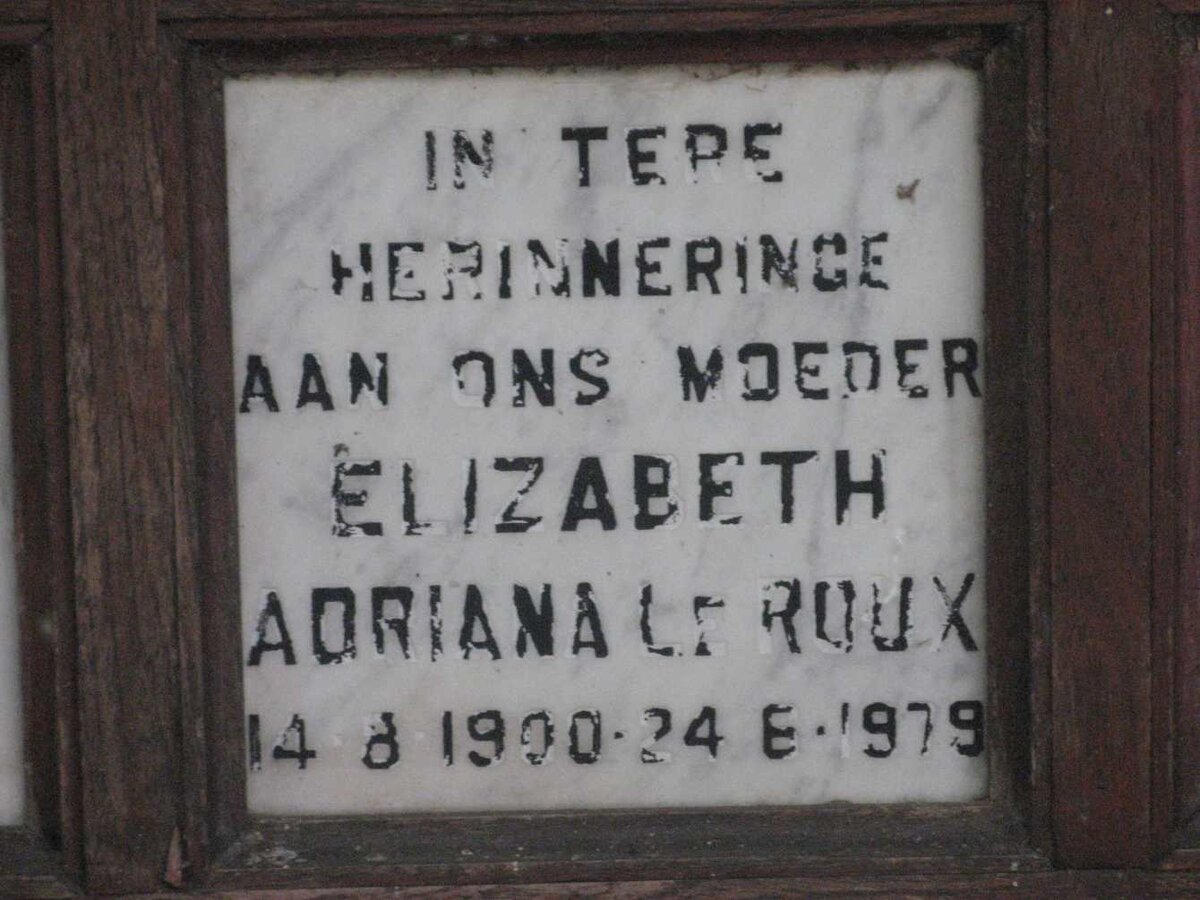 IN TERE
HERINNERINGE
AAN ONS MOEDER
ELIZABETH
ADRIANA LE ROUX
14·8·1900·24·6·1979